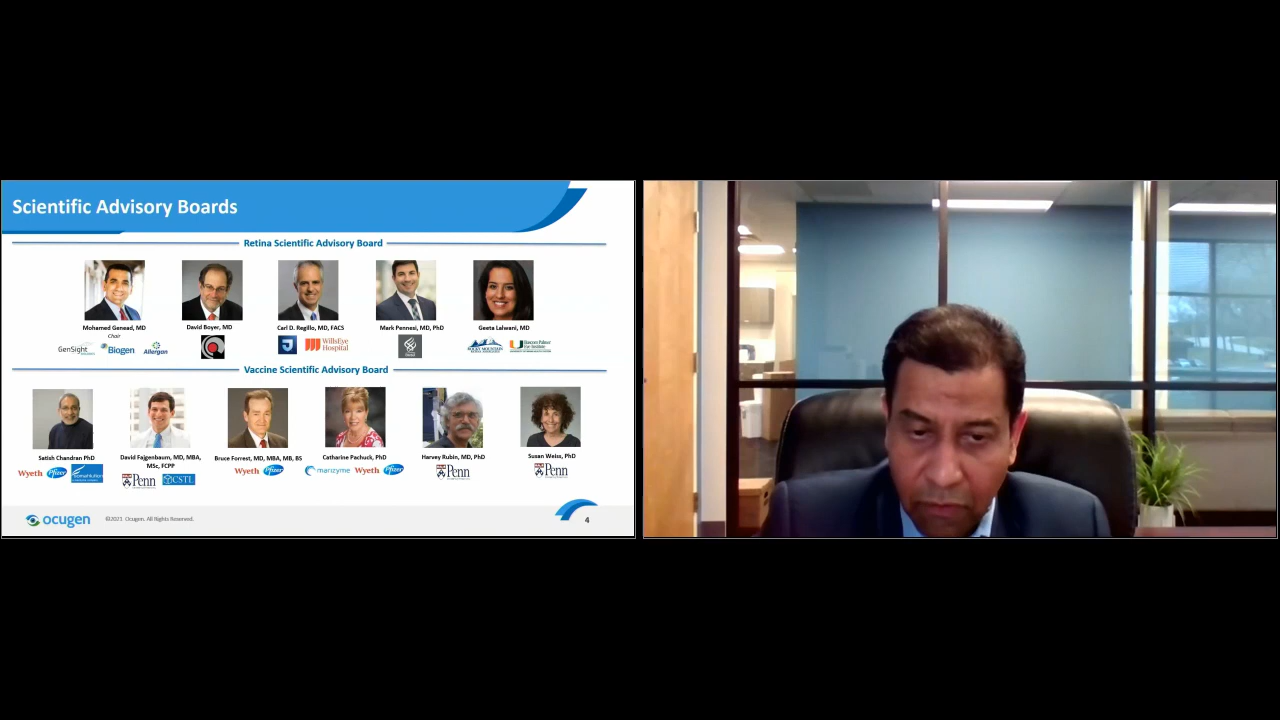 Scientific Advisory Boards
Retina Scientific Advisory Board
Mohamed Genead, MD
Chair
David Boyer, MD
Carl D. Regillo, MD, FACS
Mark Pennesi, MD, PhD
Geeta Lalwani, MD
GenSight
Biogen
Allergan
WillsEye
Hospital
Vaccine Scientific Advisory Board
Satish Chandran PhD
David Fajgenbaum, MD, MBA,
MSc, FCPP
Bruce Forrest, MD, MBA, MB, BS
Catharine Pachuck, PhD
Harvey Rubin, MD, PhD
Susan Weiss, PhD
Wyeth Pfizer
Penn
CSTL
Wyeth Pfizer
marizyme Wyeth Pfizer
Penn
Penn
ocugen
©2021 Ocugen. All Rights Reserved.
4